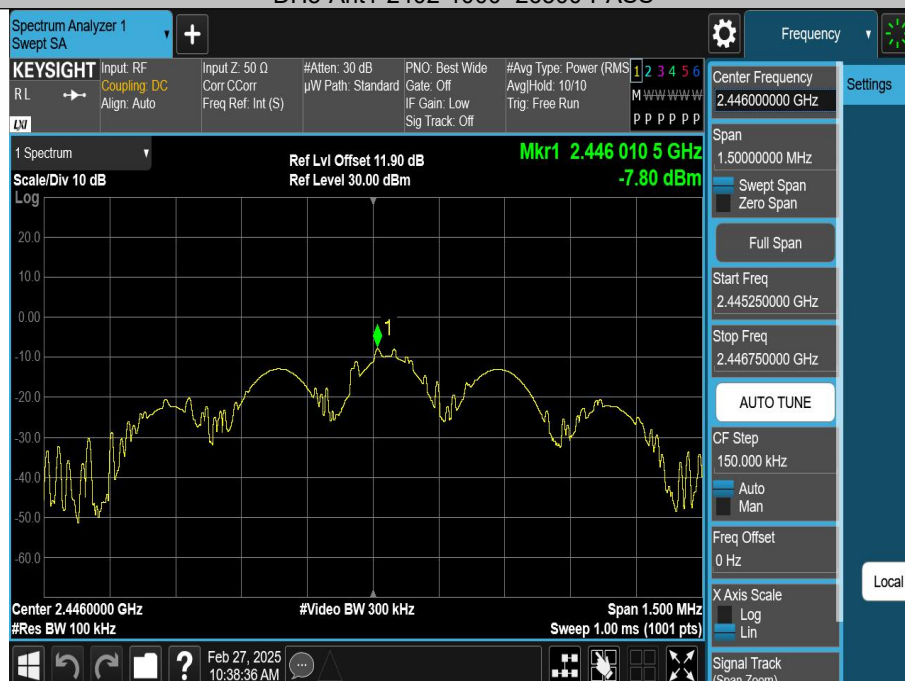 Spectrum Analyzer 1
Swept SA
Frequency
KEYSIGHT
RL
LXI
Input: RF
Coupling: DC
Align: Auto
Input Z: 50 Ω
Corr CCorr
Freq Ref: Int (S)
#Atten: 30 dB
µW Path: Standard
PNO: Best Wide
Gate: Off
IF Gain: Low
Sig Track: Off
#Avg Type: Power (RMS
Avg|Hold: 10/10
Trig: Free Run
1 2 3 4 5 6
M W W W W W
P P P P P P
1 Spectrum
Scale/Div 10 dB
Log
Ref Lvl Offset 11.90 dB
Ref Level 30.00 dBm
Mkr1 2.446 010 5 GHz
-7.80 dBm
20.0
10.0
0.00
-10.0
-20.0
-30.0
-40.0
-50.0
-60.0
1
Center 2.4460000 GHz
#Res BW 100 kHz
#Video BW 300 kHz
Span 1.500 MHz
Sweep 1.00 ms (1001 pts)
Feb 27, 2025
10:38:36 AM
Center Frequency
2.446000000 GHz
Span
1.50000000 MHz
Swept Span
Zero Span
Full Span
Start Freq
2.445250000 GHz
Stop Freq
2.446750000 GHz
AUTO TUNE
CF Step
150.000 kHz
Auto
Man
Freq Offset
0 Hz
X Axis Scale
Log
Lin
Signal Track
(Span Zoom)
Settings
Local